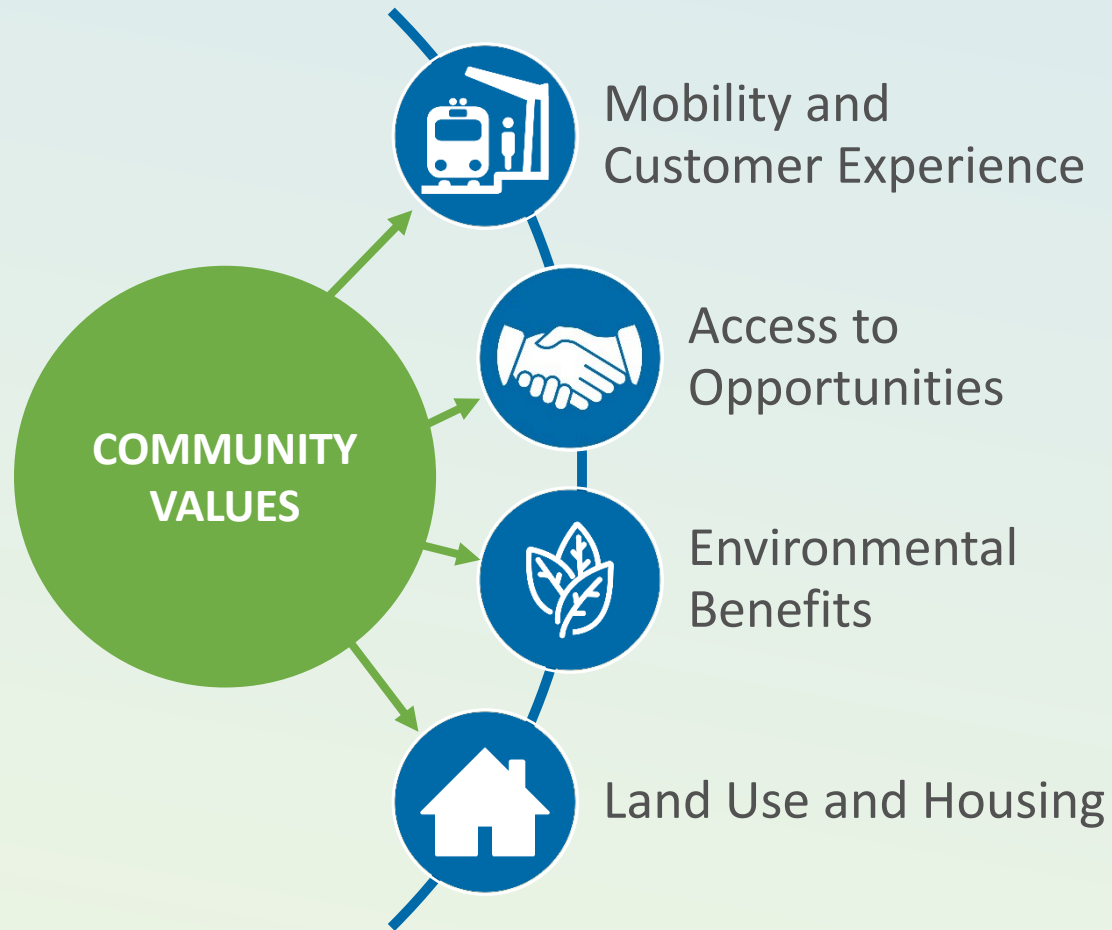 Mobility and
Customer Experience
Access to
Opportunities
COMMUNITY
VALUES
Environmental
Benefits
Land Use and Housing